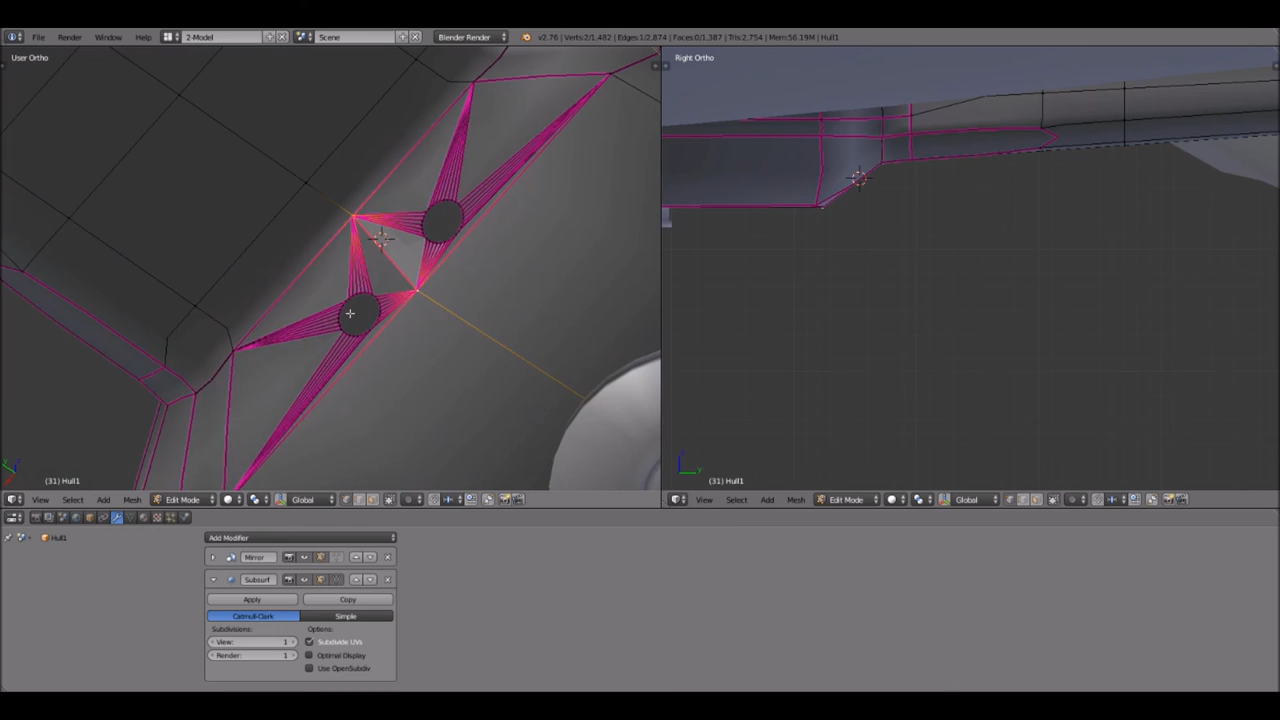 File Render Window Help 2-Model Scene Blender Render v2.76 | Verts:2/1,482 | Edges:1/2,874 | Faces:0/1,387 | Tris:2,754 | Mem:56.19M | Hull1
User Ortho
Right Ortho
(31) Hull1
(31) Hull1
View Select Add Mesh Edit Mode Global
View Select Add Mesh Edit Mode Global
Hull1
Add Modifier
Mirror
Subsurf
Apply Copy
Catmull-Clark Simple
Subdivisions: Options:
View: 1 Subdivide UVs
Render: 1 Optimal Display
Use OpenSubdiv